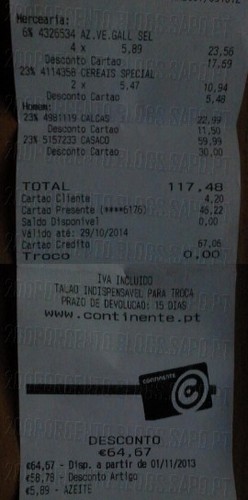 Mercearia:
6% 4326534 AZ.VE.GALL SEL
4 x 5,89 23,56
Desconto Cartao 17,69
23% 4114358 CEREAIS SPECIAL
2 x 5,47 10,94
Desconto Cartao 5,48
Homem:
23% 4981119 CALCAS 22,99
Desconto Cartao 11,50
23% 5157233 CASACO 59,99
Desconto Cartao 30,00
TOTAL 117,48
Cartao Cliente 4,20
Cartao Presente (****6176) 46,22
Saldo Disponivel 0,00
Válido até: 29/10/2014
Cartao Credito 67,06
Troco 0,00
IVA INCLUIDO
TALAO INDISPENSAVEL PARA TROCA
PRAZO DE DEVOLUCAO: 15 DIAS
www.continente.pt
CONTINENTE
DESCONTO
€64,67
€64,67 - Disp. a partir de 01/11/2013
€58,78 - Desconto Artigo
€5,89 - AZEITE